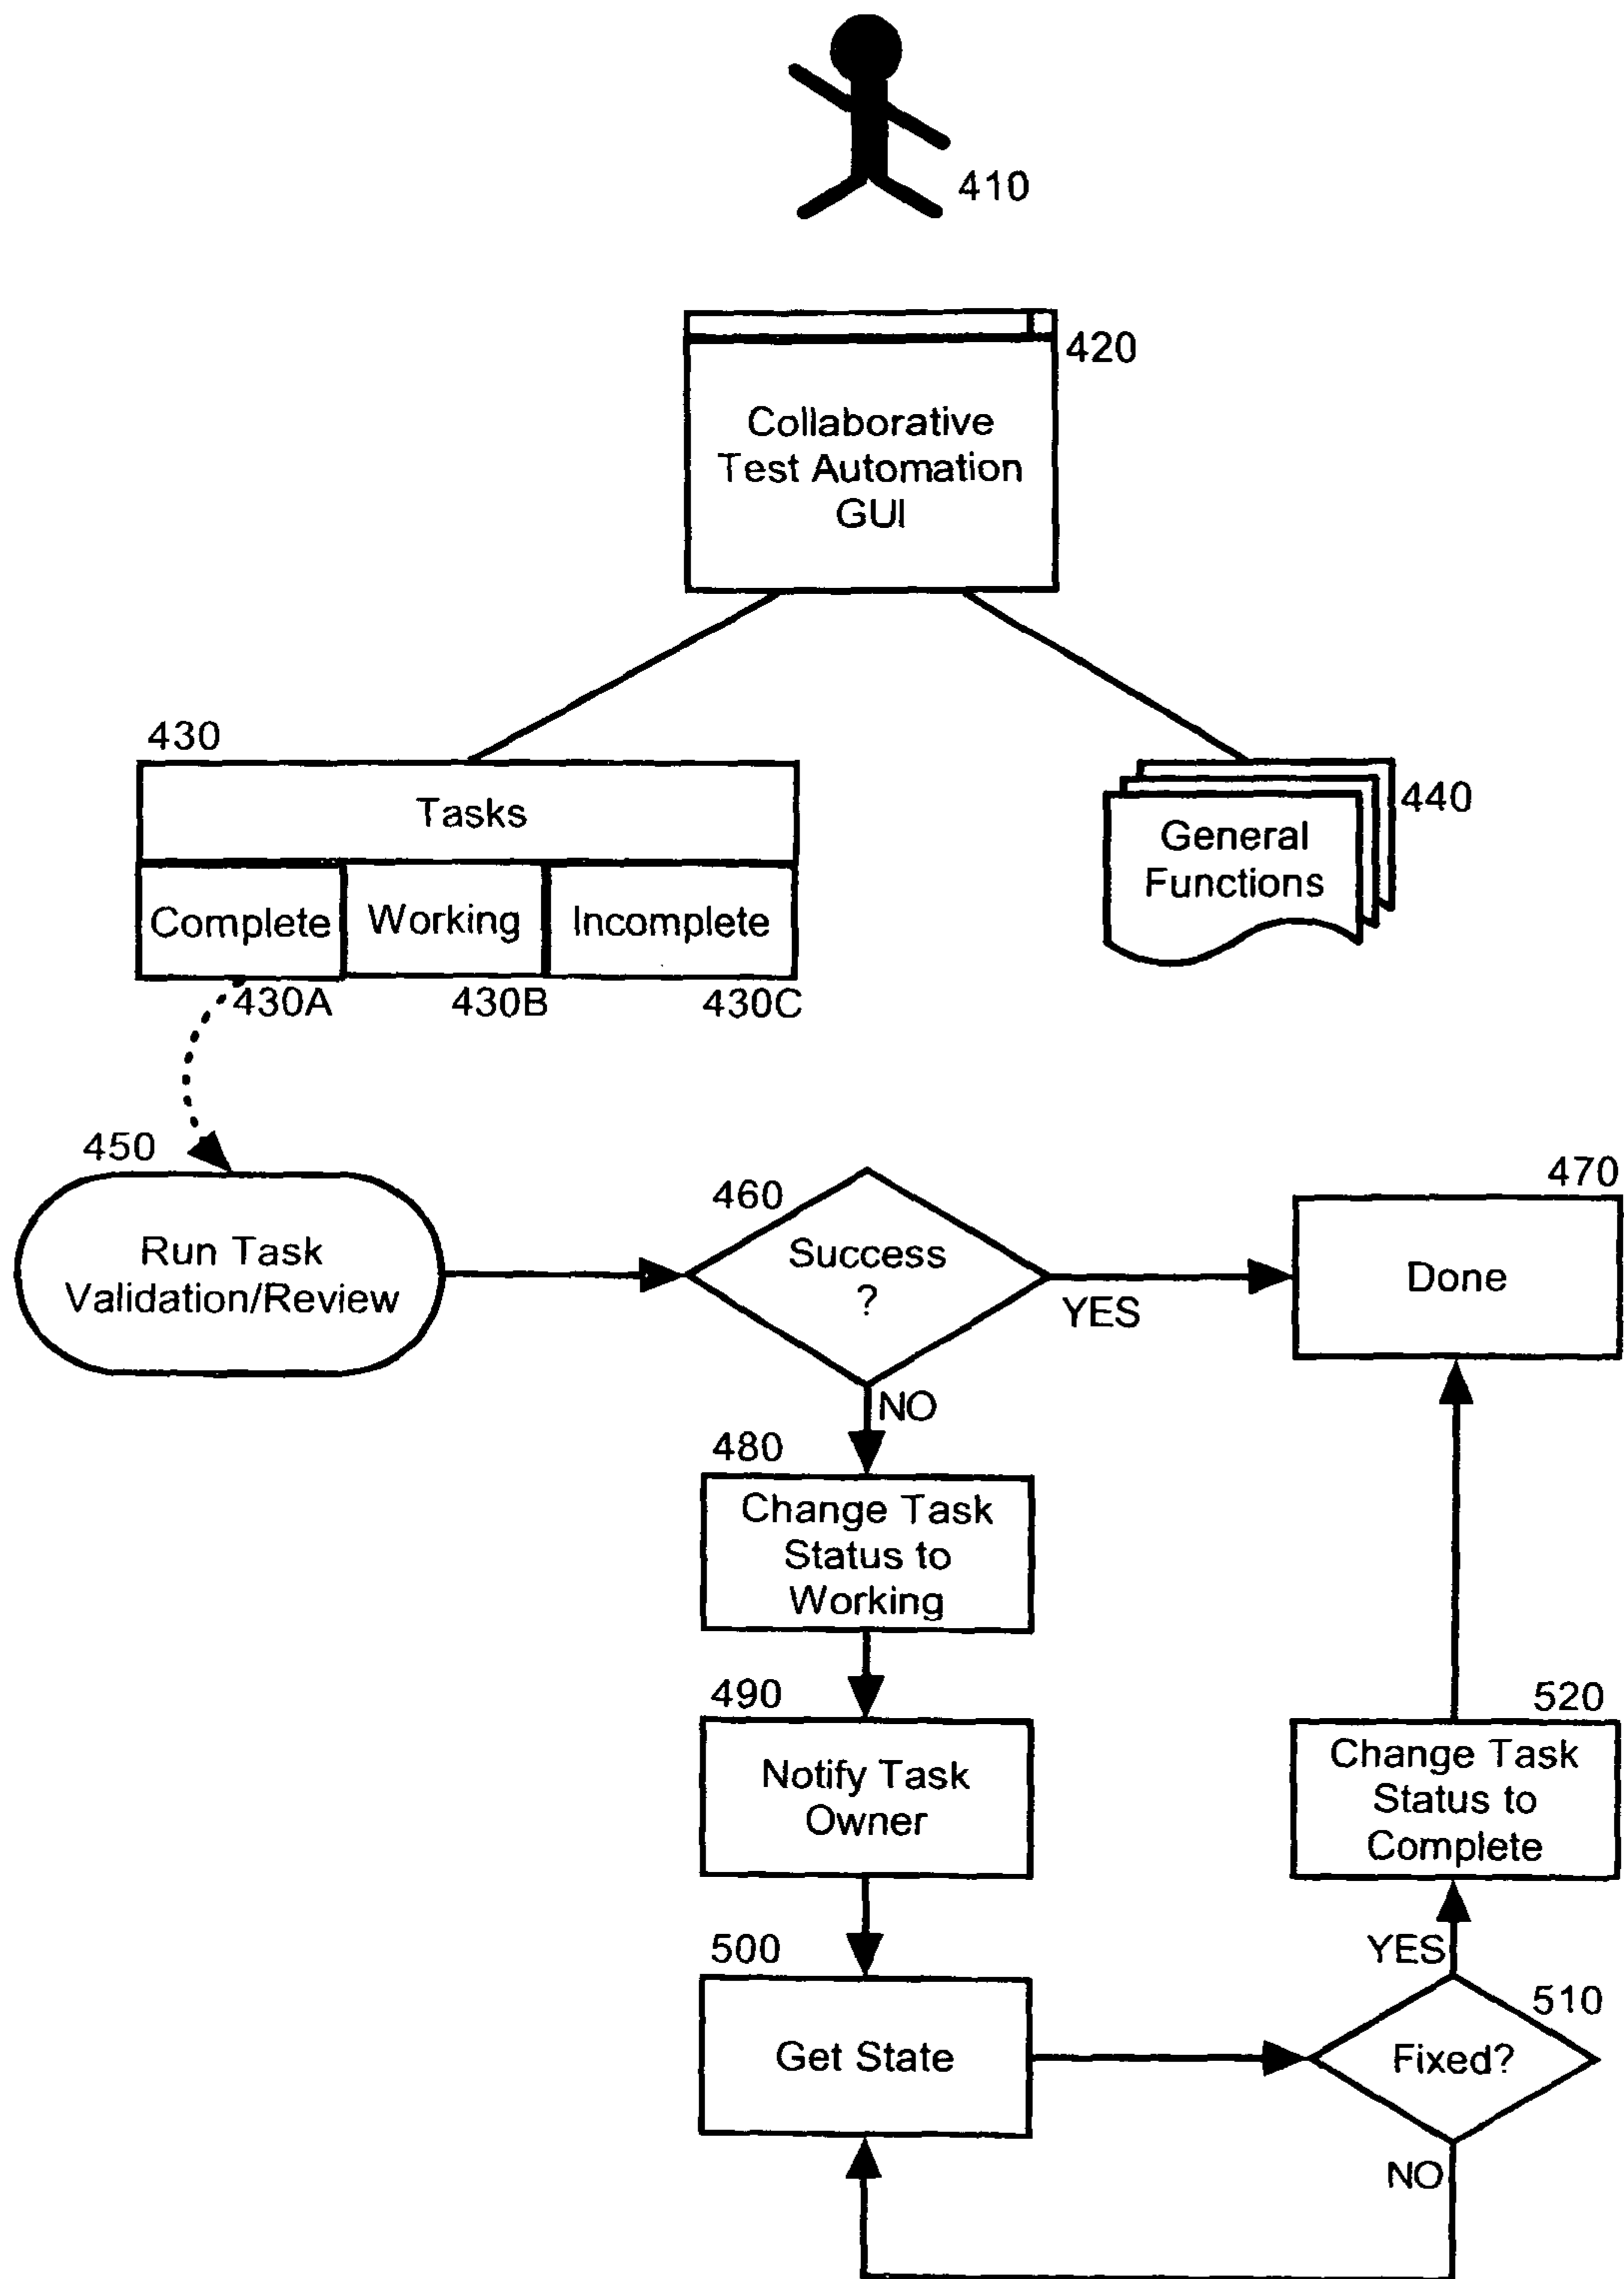 410
420
Collaborative
Test Automation
GUI
430
Tasks
Complete
Working
Incomplete
430A
430B
430C
440
General
Functions
450
Run Task
Validation/Review
460
Success
?
YES
470
Done
NO
480
Change Task
Status to
Working
490
Notify Task
Owner
520
Change Task
Status to
Complete
500
Get State
YES
510
Fixed?
NO